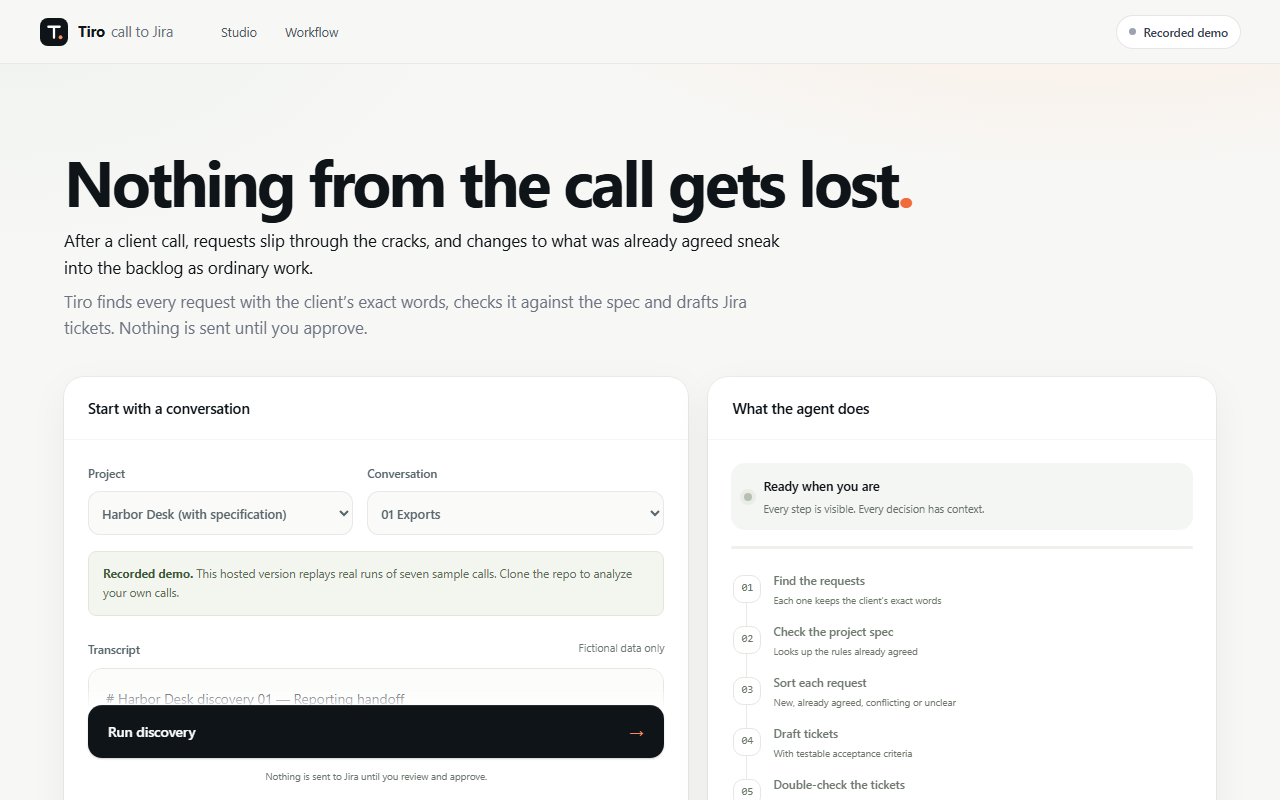 T. Tiro call to Jira Studio Workflow Recorded demo
Nothing from the call gets lost.
After a client call, requests slip through the cracks, and changes to what was already agreed sneak
into the backlog as ordinary work.
Tiro finds every request with the client's exact words, checks it against the spec and drafts Jira
tickets. Nothing is sent until you approve.
Start with a conversation
Project Conversation
Harbor Desk (with specification) 01 Exports
Recorded demo. This hosted version replays real runs of seven sample calls. Clone the repo to analyze
your own calls.
Transcript Fictional data only
# Harbor Desk discovery 01 — Reporting handoff
Run discovery →
Nothing is sent to Jira until you review and approve.
What the agent does
Ready when you are
Every step is visible. Every decision has context.
01 Find the requests
Each one keeps the client's exact words
02 Check the project spec
Looks up the rules already agreed
03 Sort each request
New, already agreed, conflicting or unclear
04 Draft tickets
With testable acceptance criteria
05 Double-check the tickets